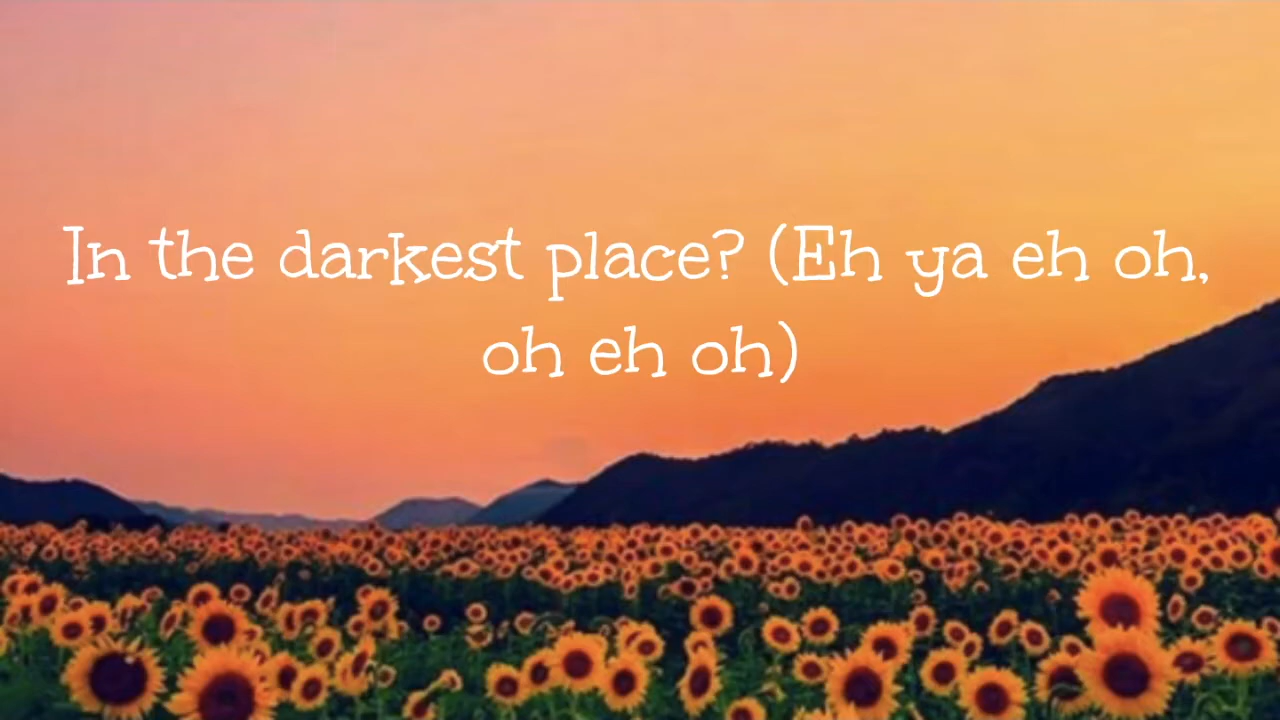 In the darkest place? (Eh ya eh oh,
oh eh oh)